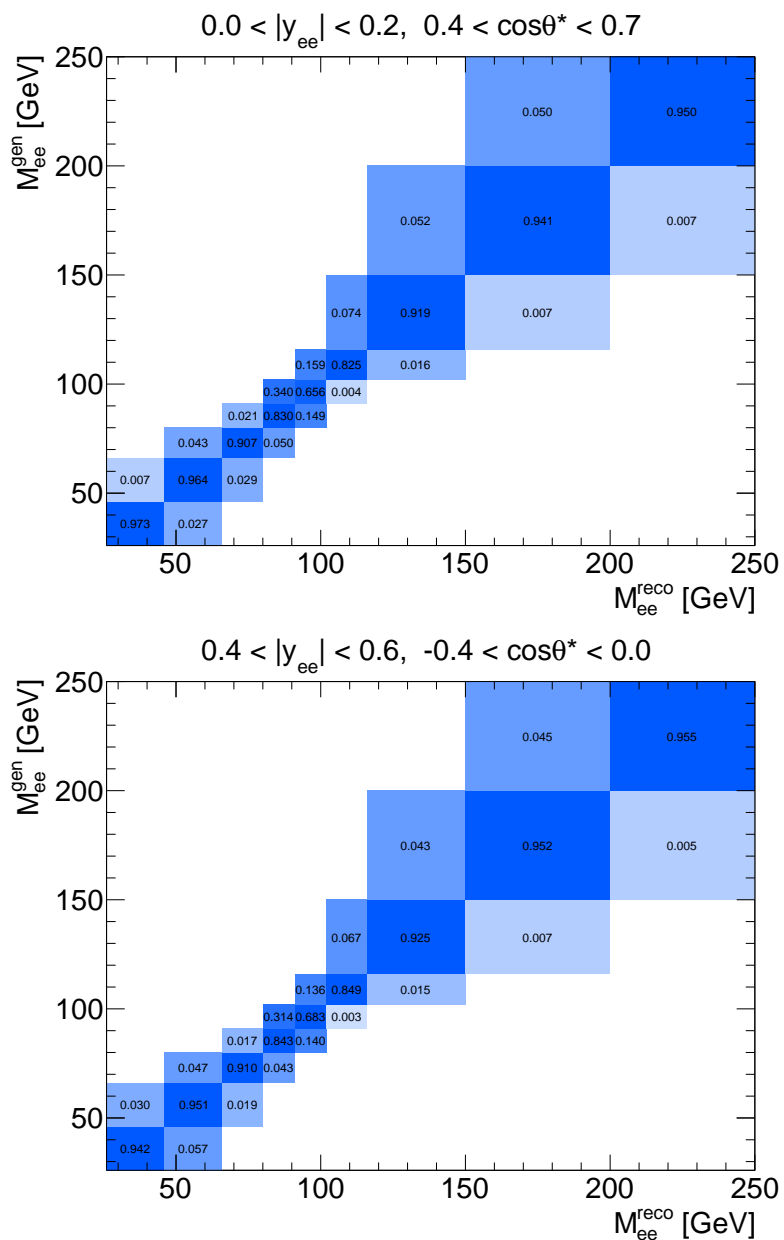 0.0 < |y_ee| < 0.2, 0.4 < cosθ* < 0.7
M_ee^gen [GeV]
250
0.050 0.950
200
0.052 0.941 0.007
150
0.074 0.919 0.007
0.159 0.825 0.016
100
0.340 0.656 0.004
0.021 0.830 0.149
0.043 0.907 0.050
0.007 0.964 0.029
50
0.973 0.027
50 100 150 200 250
M_ee^reco [GeV]
0.4 < |y_ee| < 0.6, -0.4 < cosθ* < 0.0
M_ee^gen [GeV]
250
0.045 0.955
200
0.043 0.952 0.005
150
0.067 0.925 0.007
0.136 0.849 0.015
100
0.314 0.683 0.003
0.017 0.843 0.140
0.047 0.910 0.043
0.030 0.951 0.019
50
0.942 0.057
50 100 150 200 250
M_ee^reco [GeV]